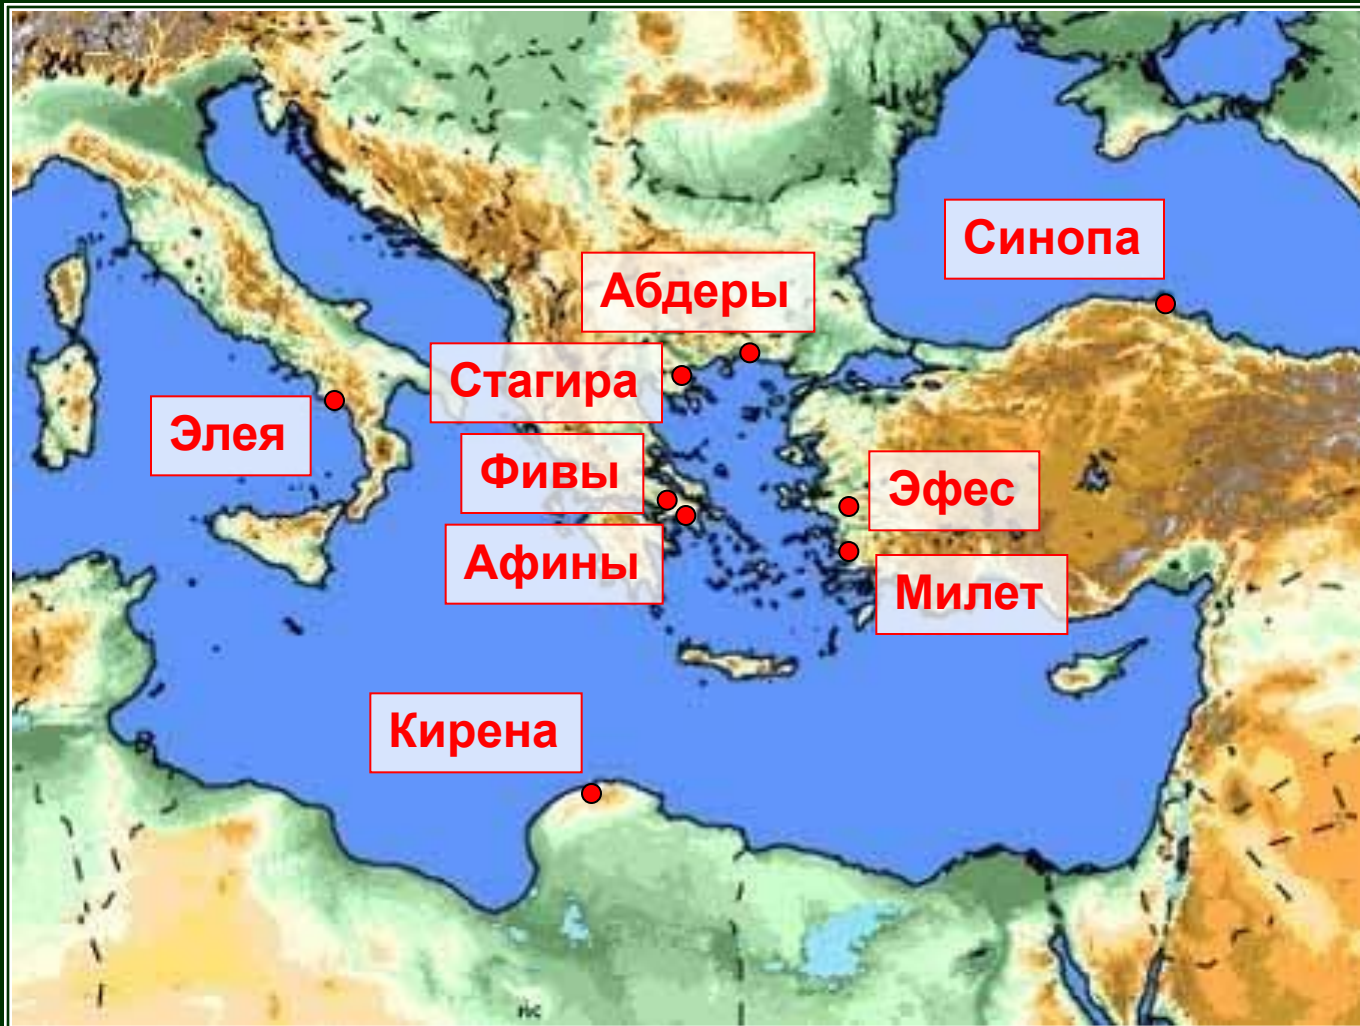 Синопа
Абдеры
Стагира
Элея
Фивы
Эфес
Афины
Милет
Кирена